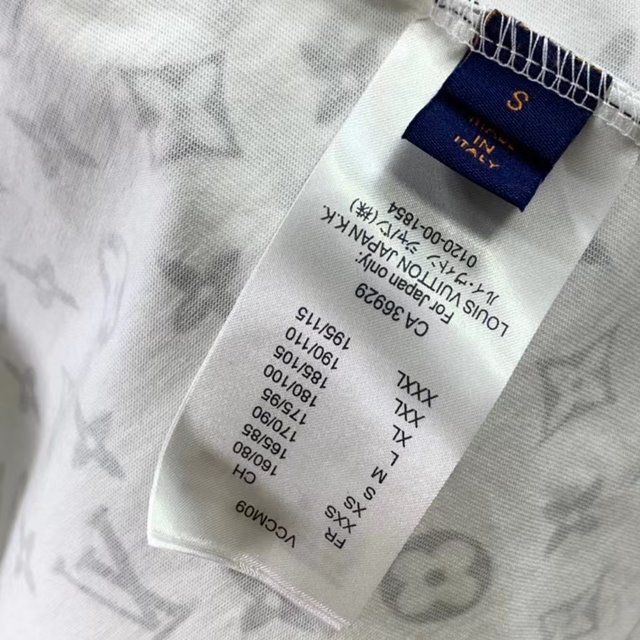 S
MADE
IN
ITALY
VCCM09
FR CH
XXS 160/80
XS 165/85
S 170/90
M 175/95
L 180/100
XL 185/105
XXL 190/110
XXXL 195/115
CA 36929
For Japan only:
LOUIS VUITTON JAPAN K.K.
ルイ・ヴィトン ジャパン(株)
0120-00-1854